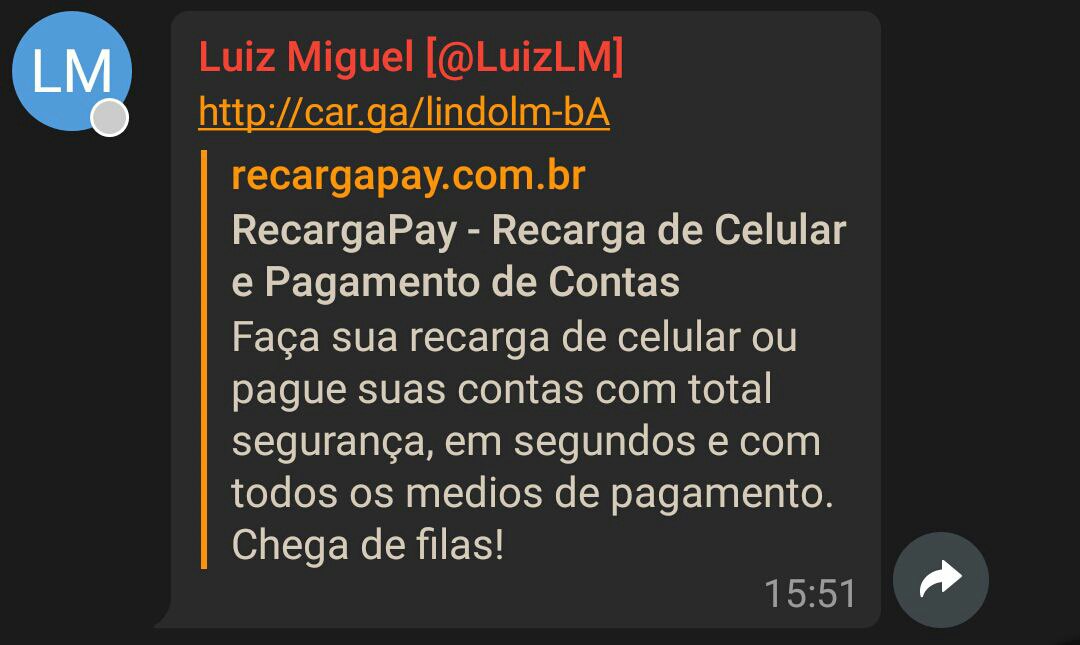 LM
Luiz Miguel [@LuizLM]
http://car.ga/lindolm-bA
recargapay.com.br
RecargaPay - Recarga de Celular
e Pagamento de Contas
Faça sua recarga de celular ou
pague suas contas com total
segurança, em segundos e com
todos os medios de pagamento.
Chega de filas!
15:51